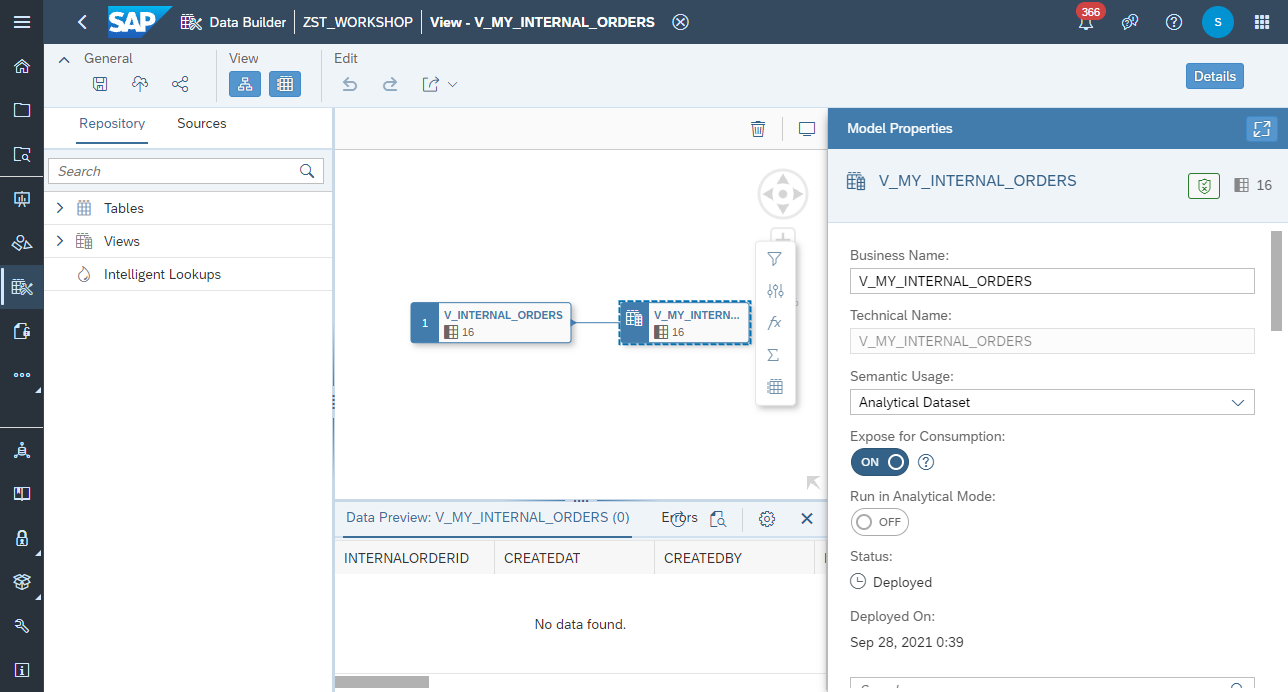 SAP Data Builder ZST_WORKSHOP View - V_MY_INTERNAL_ORDERS 366 S
General View Edit
Details
Repository Sources
Model Properties
Search
V_MY_INTERNAL_ORDERS 16
Tables
Views
Intelligent Lookups
Business Name:
V_MY_INTERNAL_ORDERS
Technical Name:
V_MY_INTERNAL_ORDERS
1 V_INTERNAL_ORDERS
16
V_MY_INTERN...
16
fx
Σ
Semantic Usage:
Analytical Dataset
Expose for Consumption:
ON
Run in Analytical Mode:
OFF
Data Preview: V_MY_INTERNAL_ORDERS (0) Errors
INTERNALORDERID CREATEDAT CREATEDBY
No data found.
Status:
Deployed
Deployed On:
Sep 28, 2021 0:39